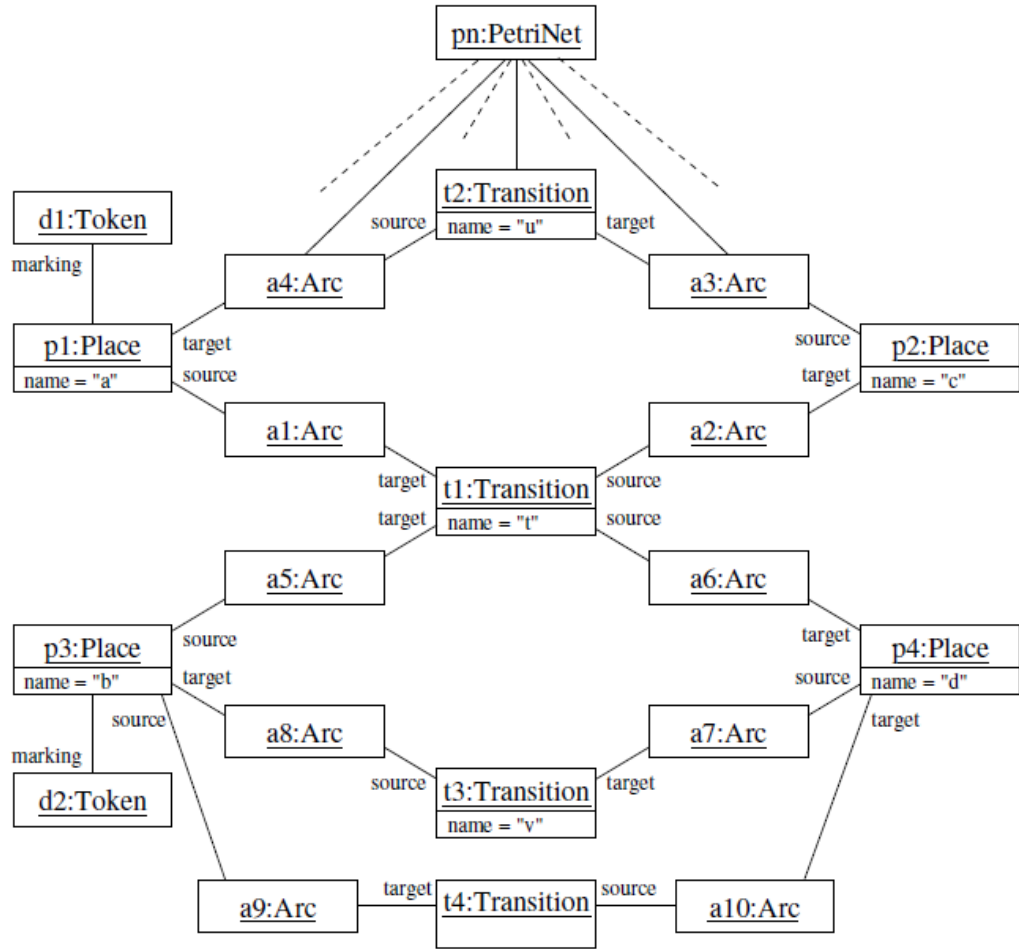 pn:PetriNet
t2:Transition
name = "u"
d1:Token
source
target
marking
a4:Arc
a3:Arc
p1:Place
name = "a"
target
source
source
target
p2:Place
name = "c"
a1:Arc
a2:Arc
target
t1:Transition
name = "t"
source
target
source
a5:Arc
a6:Arc
p3:Place
name = "b"
source
target
target
source
p4:Place
name = "d"
source
target
a8:Arc
a7:Arc
marking
d2:Token
source
t3:Transition
name = "v"
target
a9:Arc
target
t4:Transition
source
a10:Arc